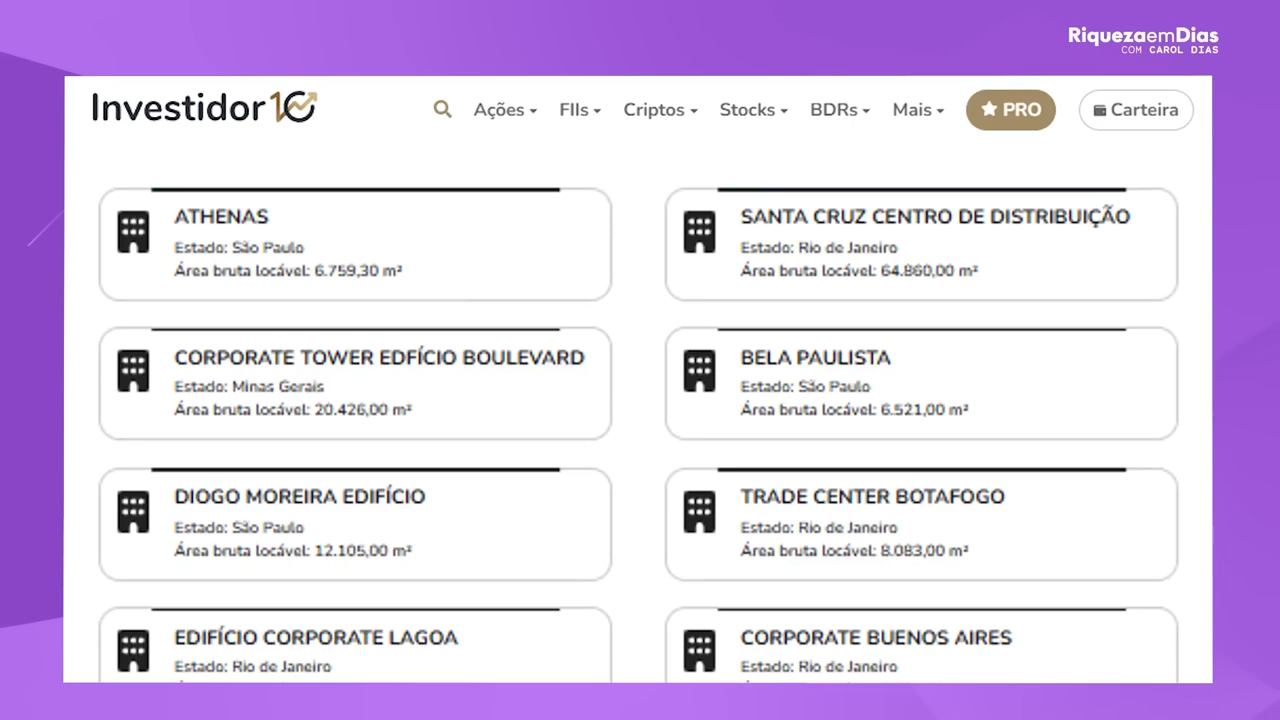 RiquezaemDias
COM CAROL DIAS
Investidor10
Ações
FIIs
Criptos
Stocks
BDRs
Mais
PRO
Carteira
ATHENAS
Estado: São Paulo
Área bruta locável: 6.759,30 m²
SANTA CRUZ CENTRO DE DISTRIBUIÇÃO
Estado: Rio de Janeiro
Área bruta locável: 64.860,00 m²
CORPORATE TOWER EDFÍCIO BOULEVARD
Estado: Minas Gerais
Área bruta locável: 20.426,00 m²
BELA PAULISTA
Estado: São Paulo
Área bruta locável: 6.521,00 m²
DIOGO MOREIRA EDIFÍCIO
Estado: São Paulo
Área bruta locável: 12.105,00 m²
TRADE CENTER BOTAFOGO
Estado: Rio de Janeiro
Área bruta locável: 8.083,00 m²
EDIFÍCIO CORPORATE LAGOA
Estado: Rio de Janeiro
CORPORATE BUENOS AIRES
Estado: Rio de Janeiro